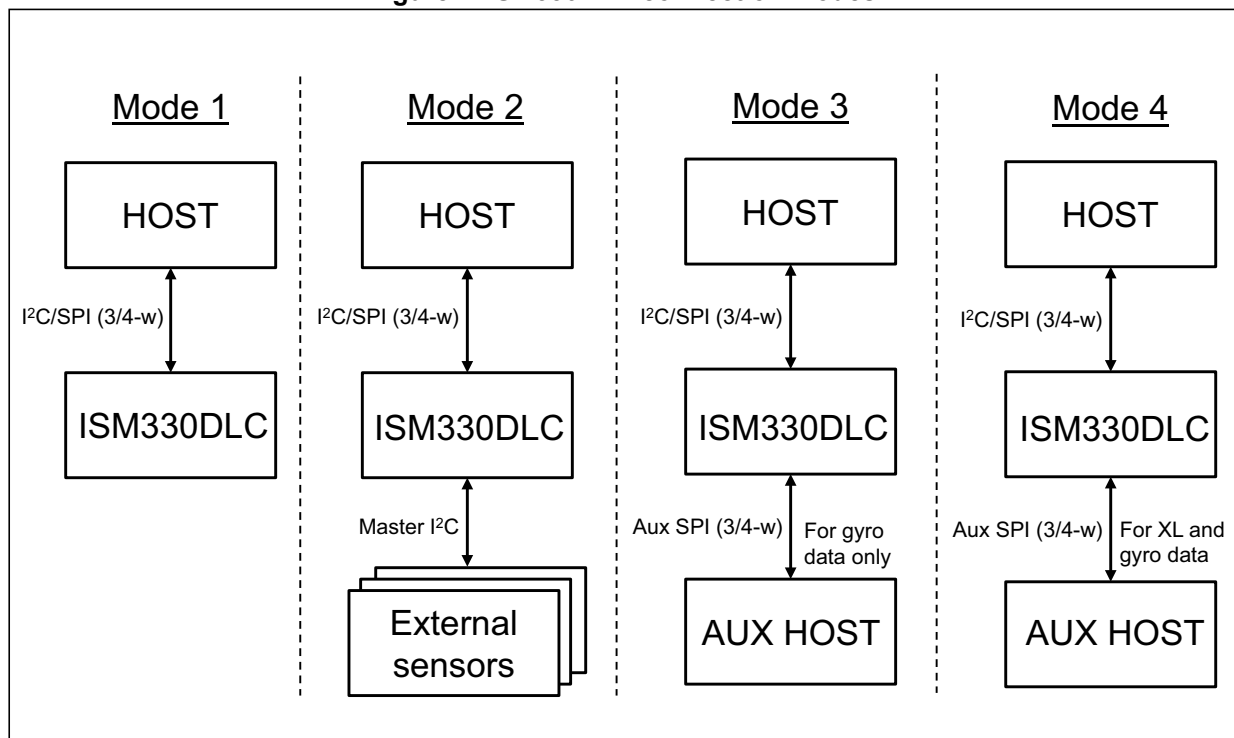 Mode 1
HOST
I²C/SPI (3/4-w)
ISM330DLC
Mode 2
HOST
I²C/SPI (3/4-w)
ISM330DLC
Master I²C
External
sensors
Mode 3
HOST
I²C/SPI (3/4-w)
ISM330DLC
Aux SPI (3/4-w)
For gyro
data only
AUX HOST
Mode 4
HOST
I²C/SPI (3/4-w)
ISM330DLC
Aux SPI (3/4-w)
For XL and
gyro data
AUX HOST